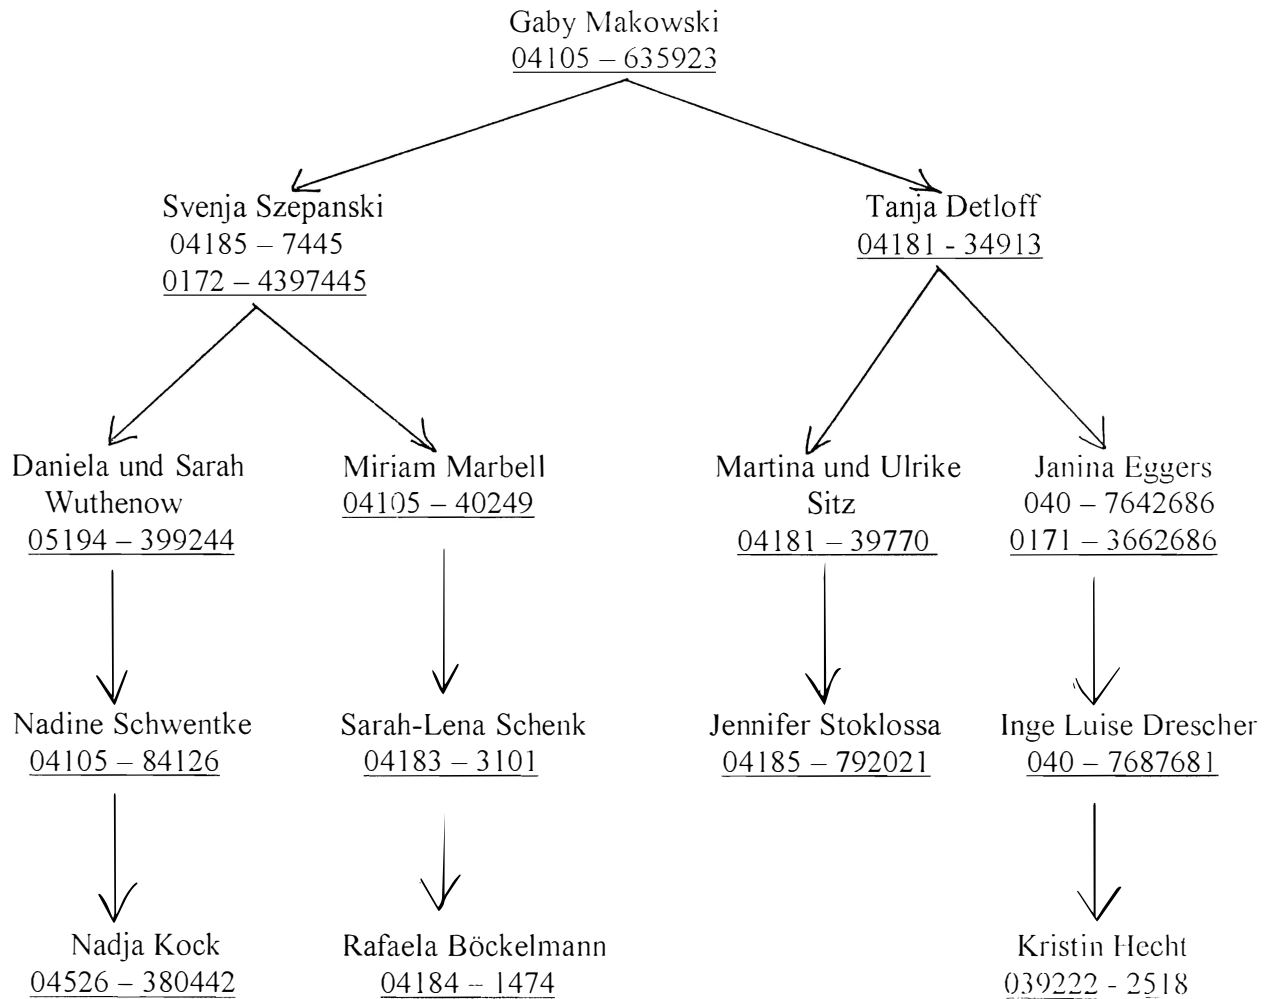 Gaby Makowski
04105 – 635923
Svenja Szepanski
04185 – 7445
0172 – 4397445
Tanja Detloff
04181 - 34913
Daniela und Sarah
Wuthenow
05194 – 399244
Miriam Marbell
04105 – 40249
Martina und Ulrike
Sitz
04181 – 39770
Janina Eggers
040 – 7642686
0171 – 3662686
Nadine Schwentke
04105 – 84126
Sarah-Lena Schenk
04183 – 3101
Jennifer Stoklossa
04185 – 792021
Inge Luise Drescher
040 – 7687681
Nadja Kock
04526 – 380442
Rafaela Böckelmann
04184 – 1474
Kristin Hecht
039222 - 2518